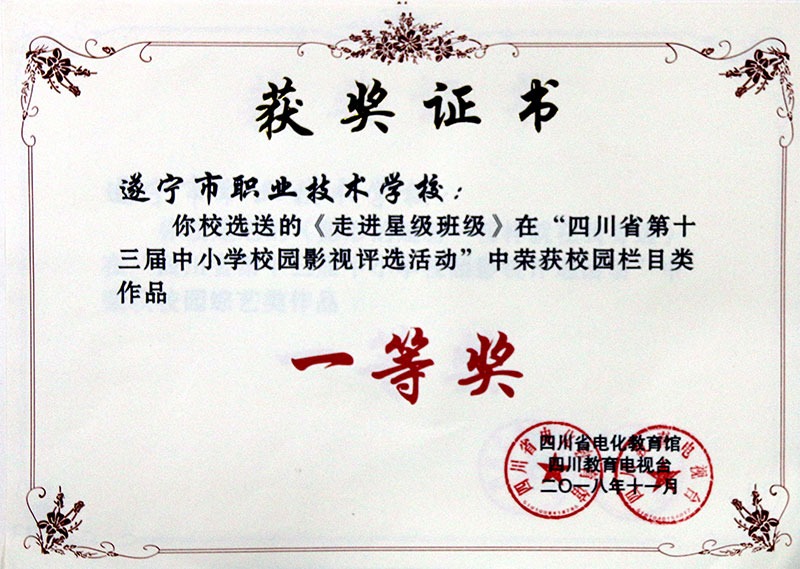 获奖证书
遂宁市职业技术学校：
你校选送的《走进星级班级》在“四川省第十
三届中小学校园影视评选活动”中荣获校园栏目类
作品
一等奖
四川省电化教育馆
四川教育电视台
二〇一八年十一月